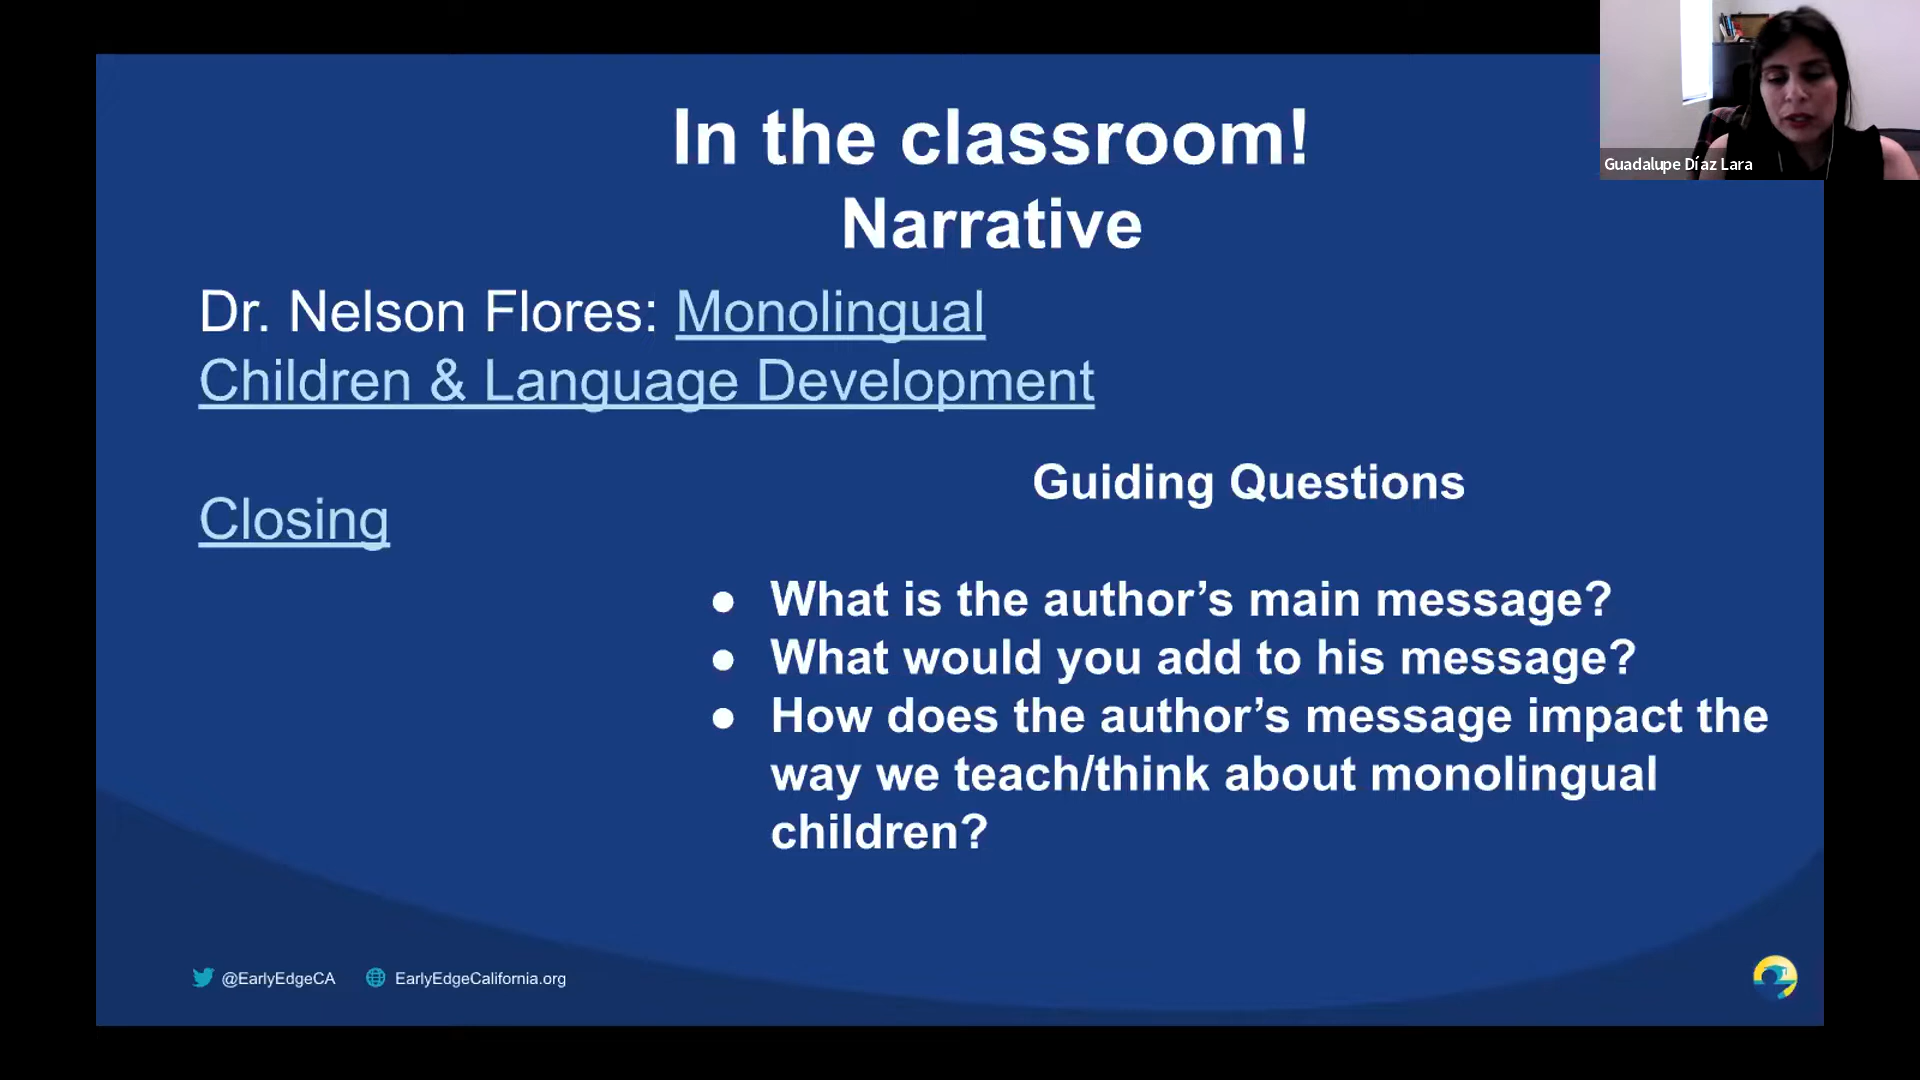 Guadalupe Díaz Lara
In the classroom!
Narrative
Dr. Nelson Flores: Monolingual
Children & Language Development
Closing
Guiding Questions
● What is the author’s main message?
● What would you add to his message?
● How does the author’s message impact the
way we teach/think about monolingual
children?
@EarlyEdgeCA EarlyEdgeCalifornia.org